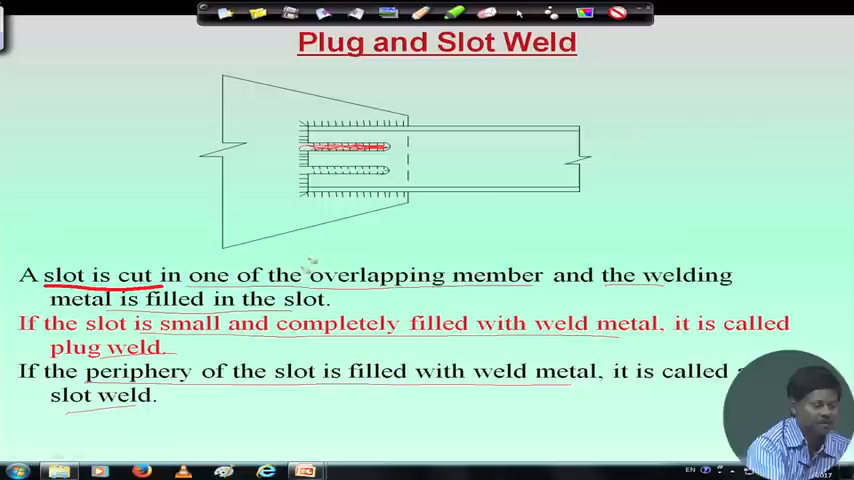 Plug and Slot Weld
A slot is cut in one of the overlapping member and the welding
metal is filled in the slot.
If the slot is small and completely filled with weld metal, it is called
plug weld.
If the periphery of the slot is filled with weld metal, it is called
slot weld.
EN